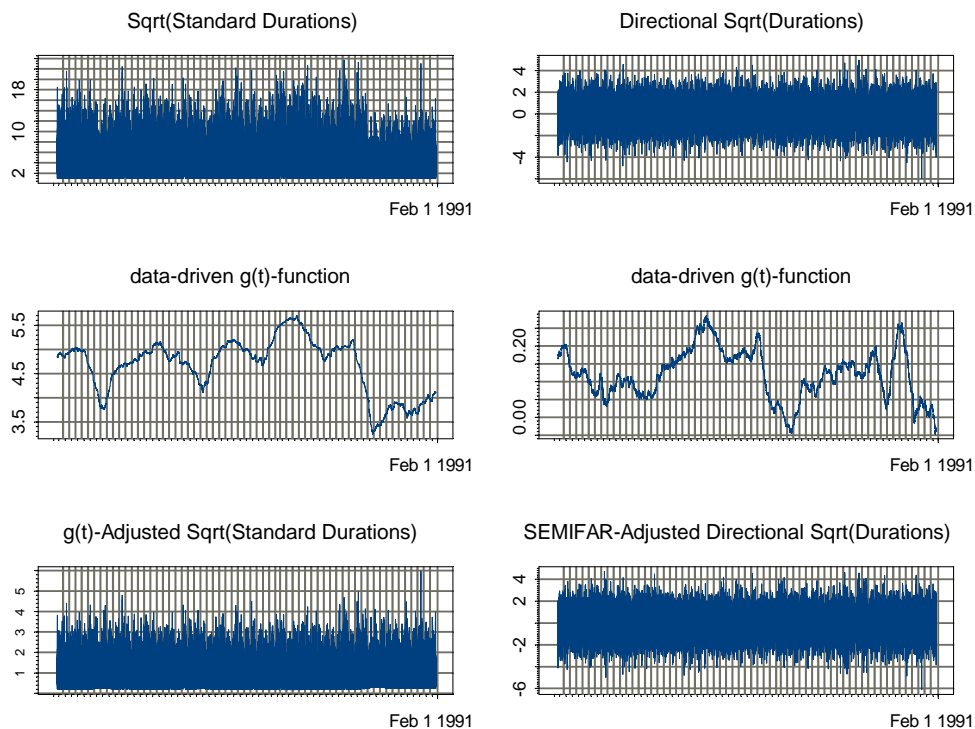 Sqrt(Standard Durations)
18
10
2
Feb 1 1991
Directional Sqrt(Durations)
4
2
0
-4
Feb 1 1991
data-driven g(t)-function
5.5
4.5
3.5
Feb 1 1991
data-driven g(t)-function
0.20
0.00
Feb 1 1991
g(t)-Adjusted Sqrt(Standard Durations)
5
4
3
2
1
Feb 1 1991
SEMIFAR-Adjusted Directional Sqrt(Durations)
4
2
-2
-6
Feb 1 1991